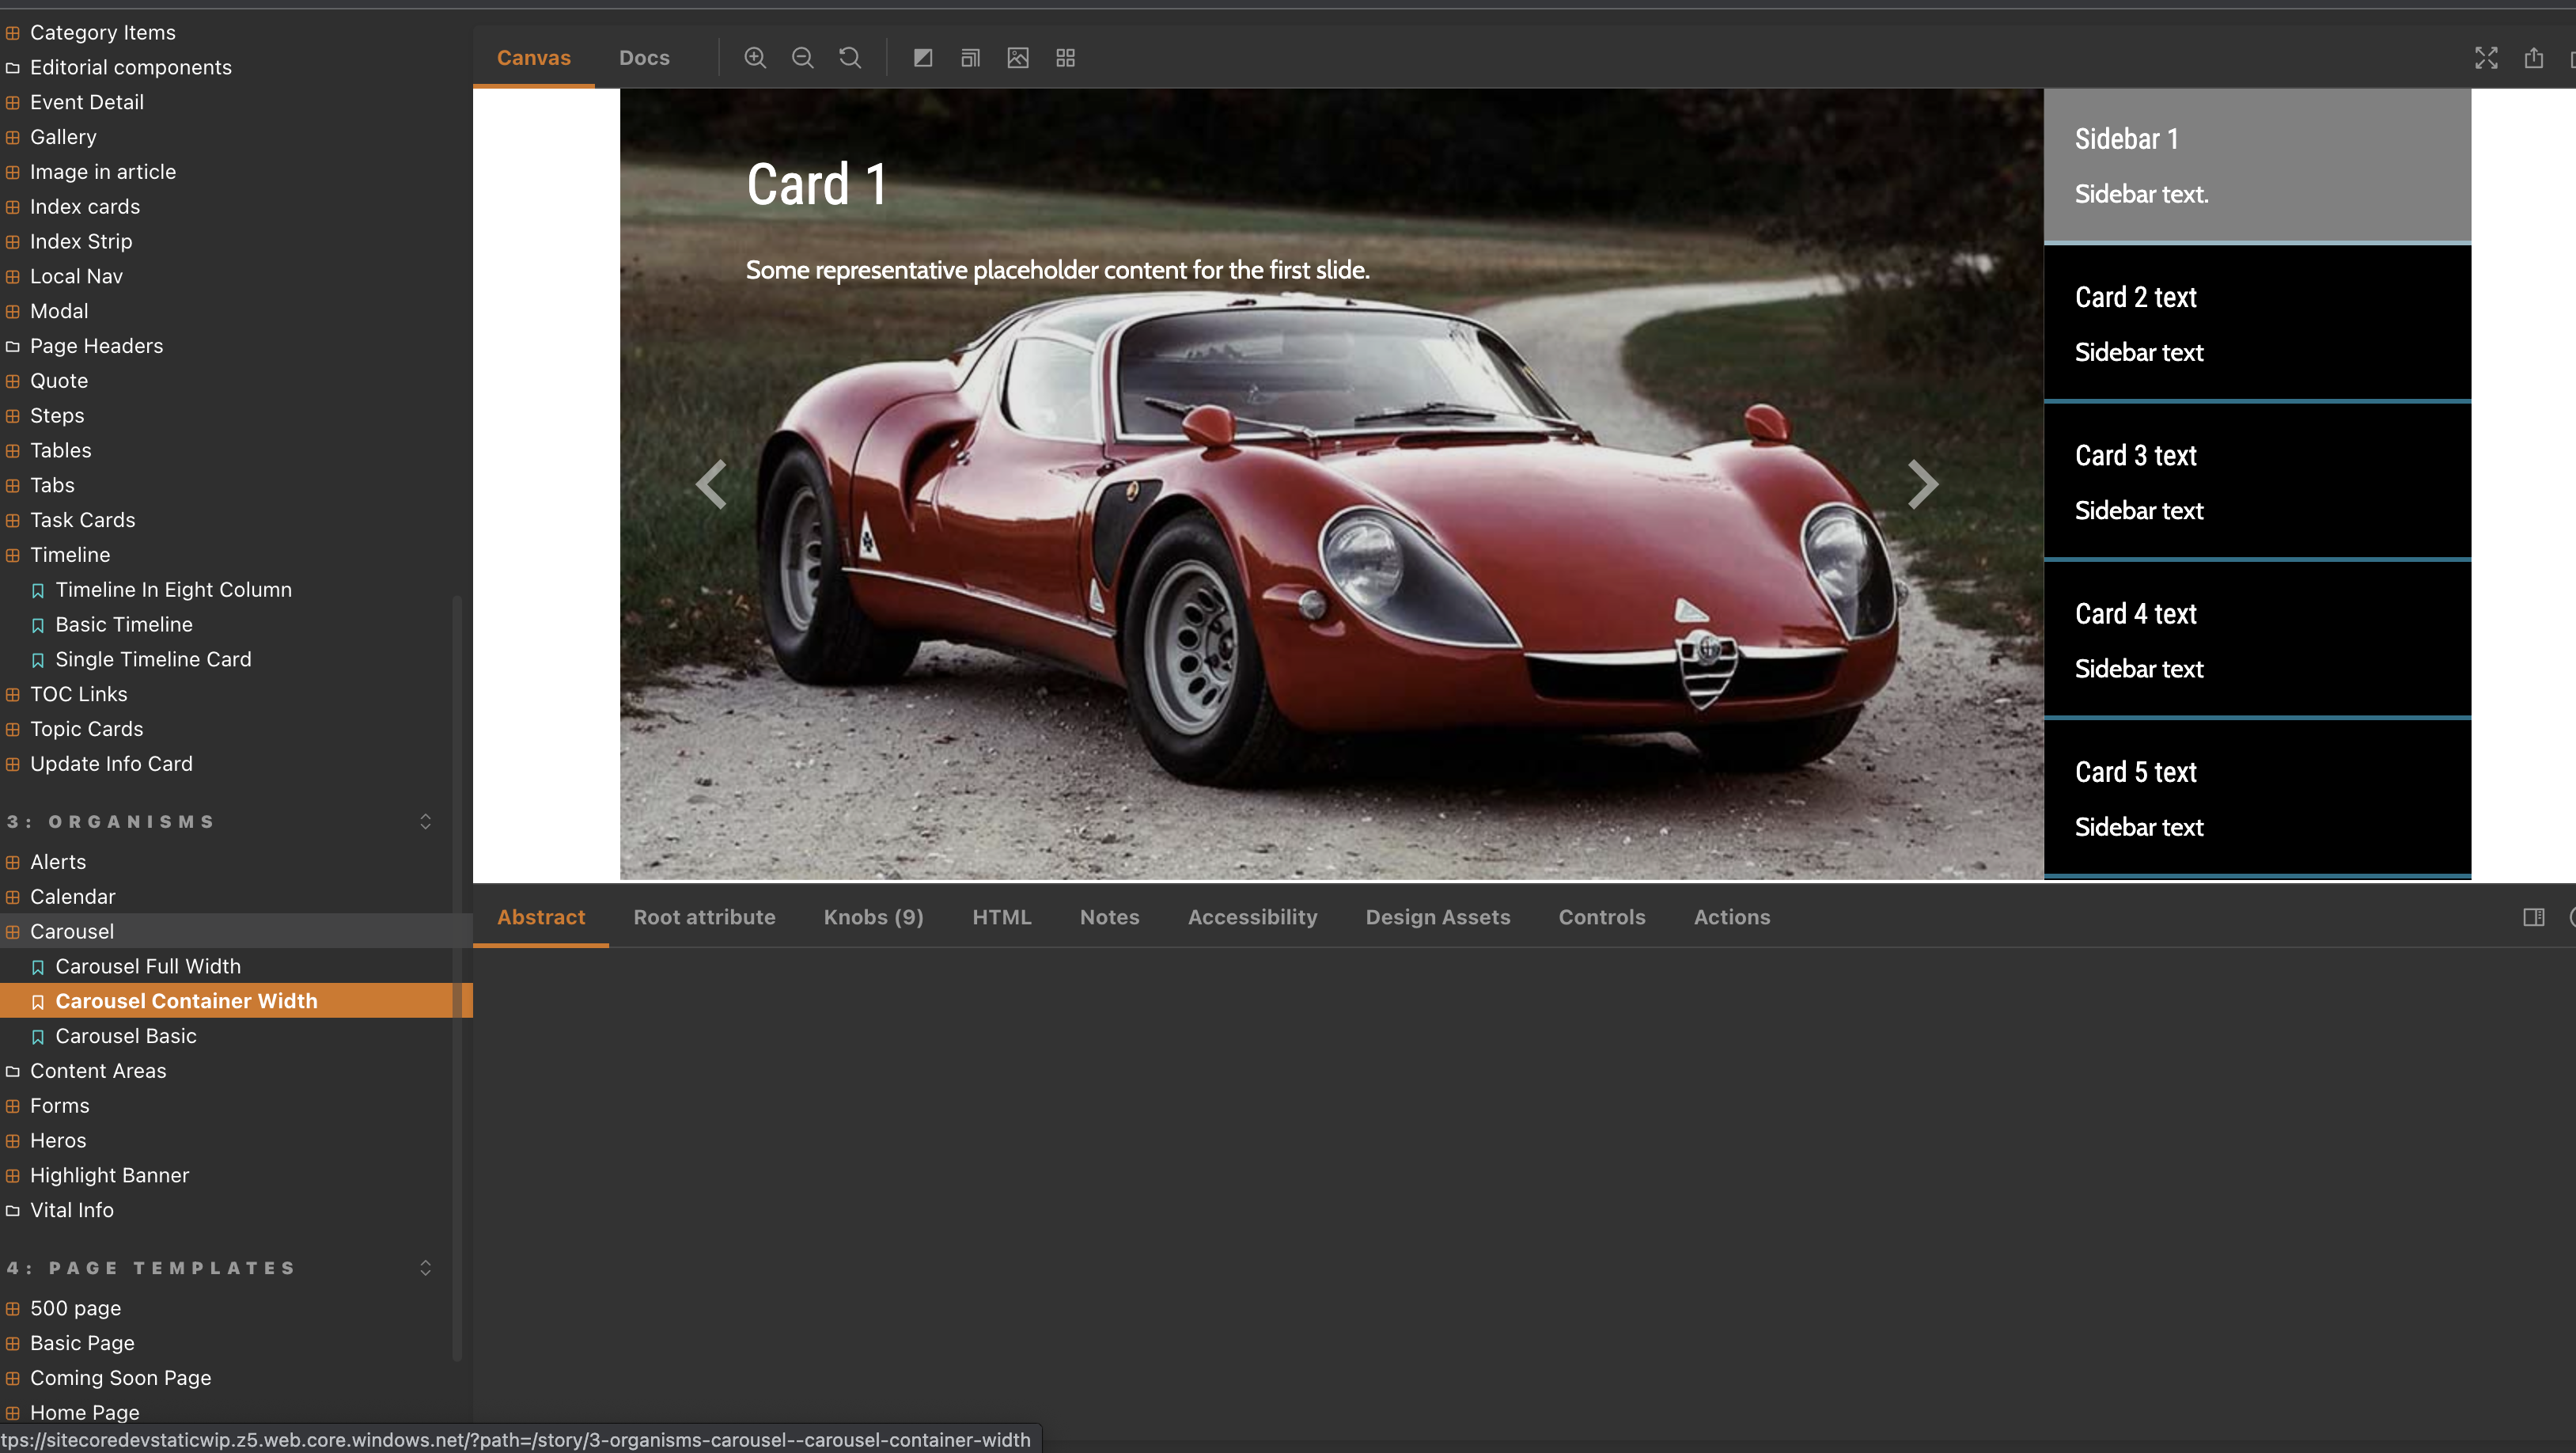 Category Items
Editorial components
Event Detail
Gallery
Image in article
Index cards
Index Strip
Local Nav
Modal
Page Headers
Quote
Steps
Tables
Tabs
Task Cards
Timeline
Timeline In Eight Column
Basic Timeline
Single Timeline Card
TOC Links
Topic Cards
Update Info Card
3: ORGANISMS
Alerts
Calendar
Carousel
Carousel Full Width
Carousel Container Width
Carousel Basic
Content Areas
Forms
Heros
Highlight Banner
Vital Info
4: PAGE TEMPLATES
500 page
Basic Page
Coming Soon Page
Home Page
tps://sitecoredevstaticwip.z5.web.core.windows.net/?path=/story/3-organisms-carousel--carousel-container-width
Canvas Docs
Card 1
Some representative placeholder content for the first slide.
Sidebar 1
Sidebar text.
Card 2 text
Sidebar text
Card 3 text
Sidebar text
Card 4 text
Sidebar text
Card 5 text
Sidebar text
Abstract Root attribute Knobs (9) HTML Notes Accessibility Design Assets Controls Actions